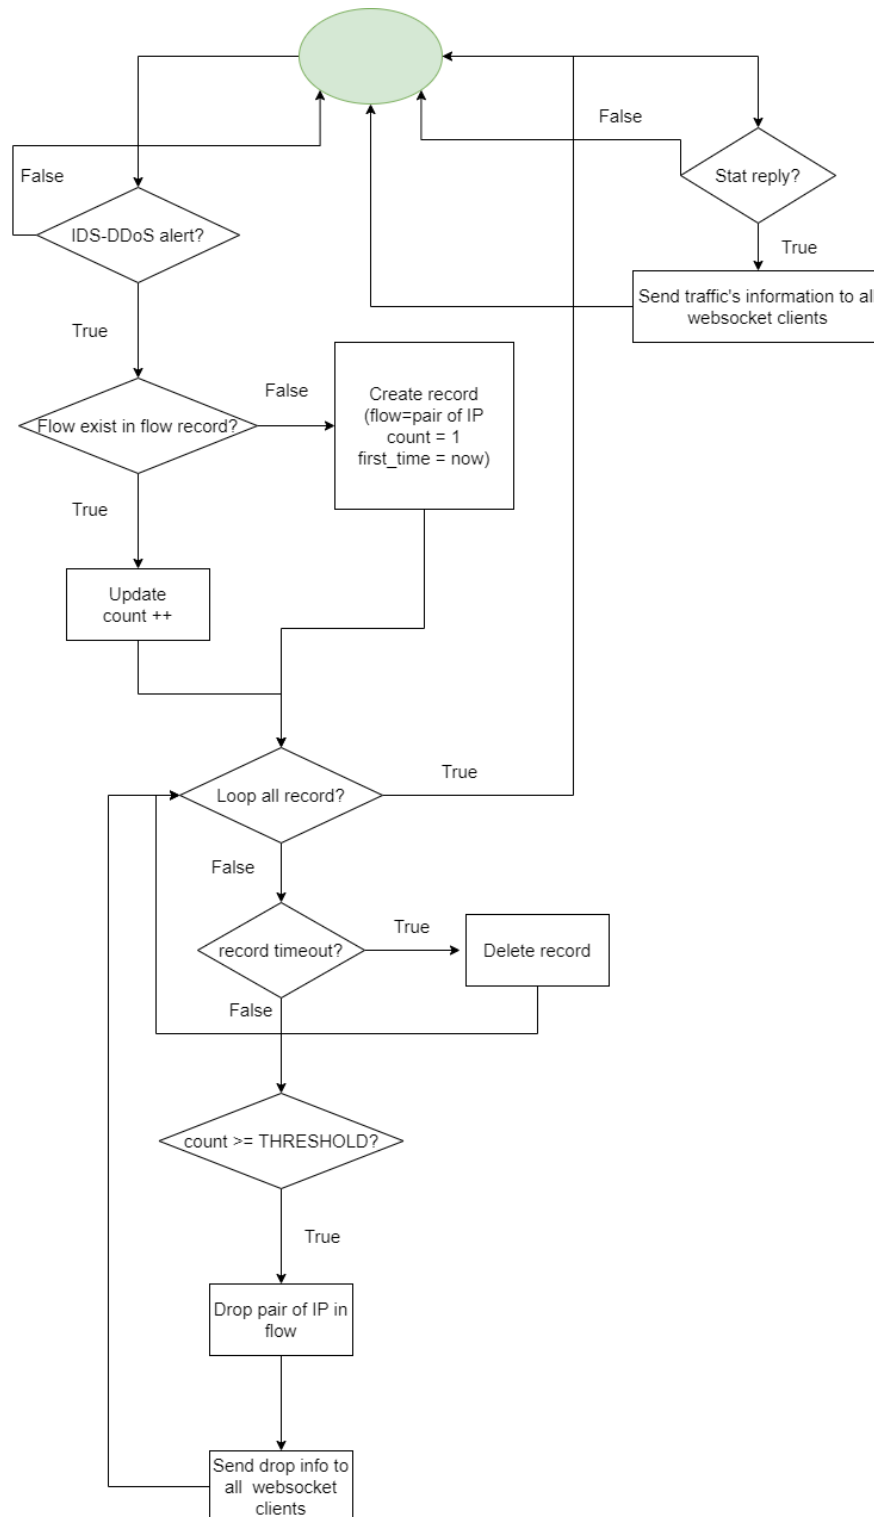 False
Stat reply?
False
IDS-DDoS alert?
True
Send traffic's information to all
websocket clients
True
False
Create record
(flow=pair of IP
count = 1
first_time = now)
Flow exist in flow record?
True
Update
count ++
True
Loop all record?
False
True
record timeout?
Delete record
False
count >= THRESHOLD?
True
Drop pair of IP in
flow
Send drop info to
all websocket
clients